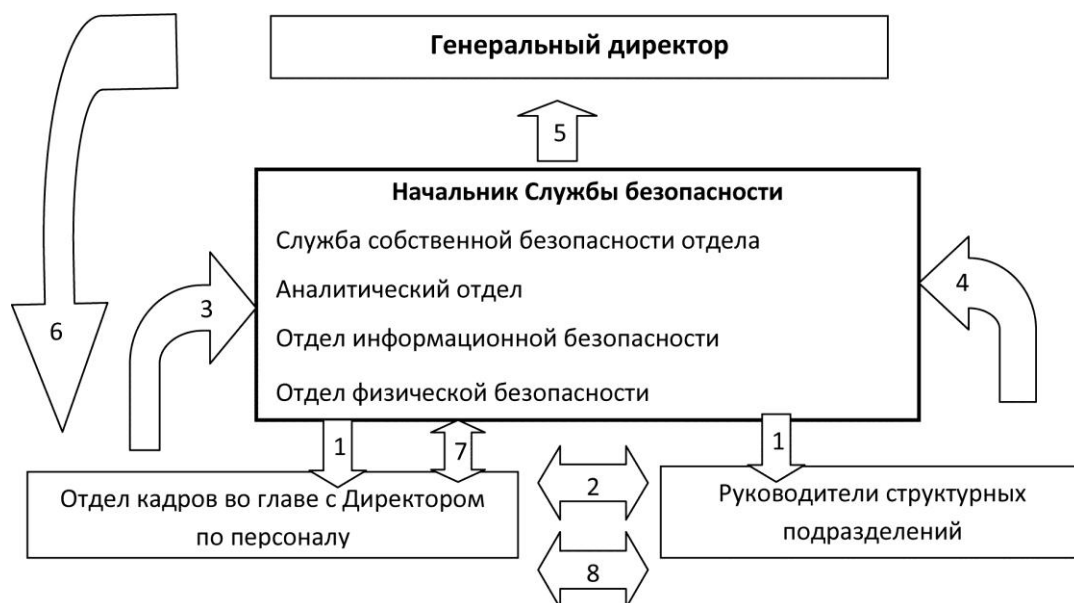 Генеральный директор
5
Начальник Службы безопасности
Служба собственной безопасности отдела
Аналитический отдел
Отдел информационной безопасности
Отдел физической безопасности
6
3
4
1
7
1
2
8
Отдел кадров во главе с Директором
по персоналу
Руководители структурных
подразделений